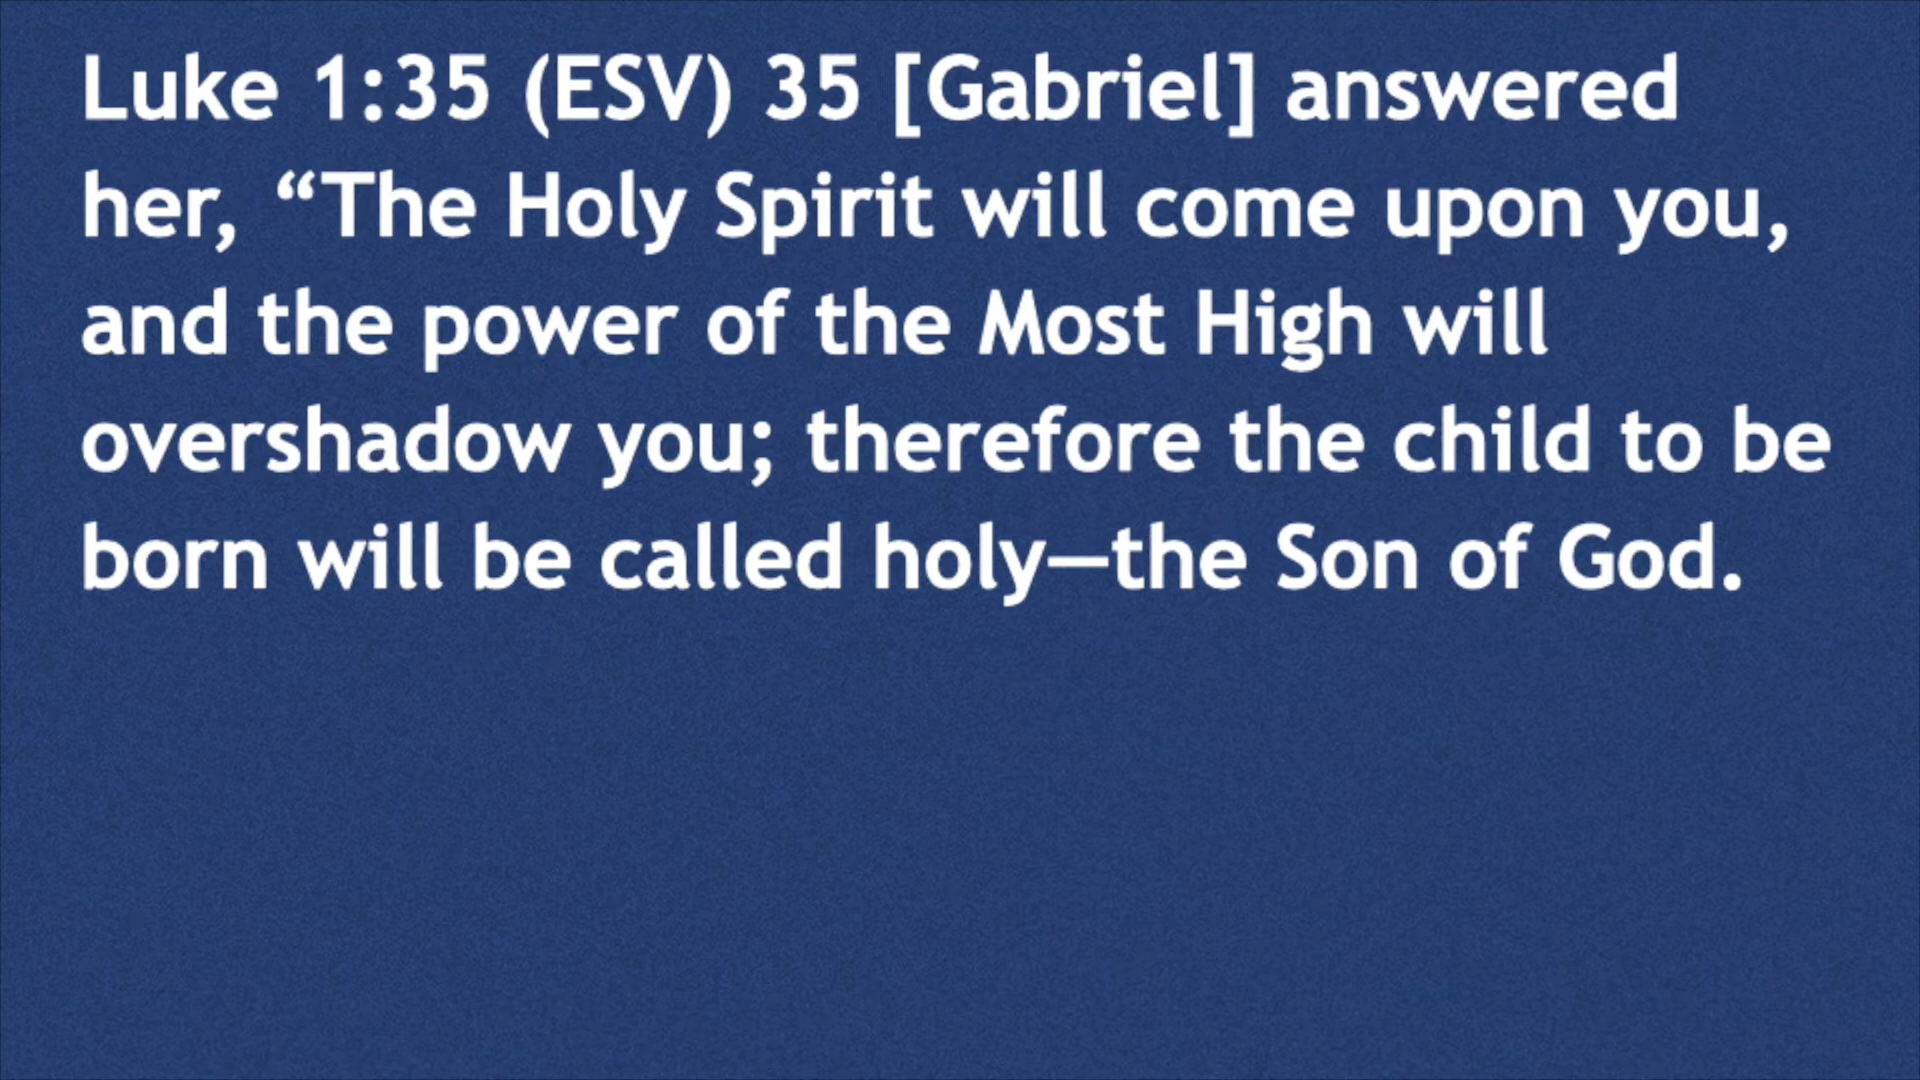 Luke 1:35 (ESV) 35 [Gabriel] answered
her, “The Holy Spirit will come upon you,
and the power of the Most High will
overshadow you; therefore the child to be
born will be called holy—the Son of God.